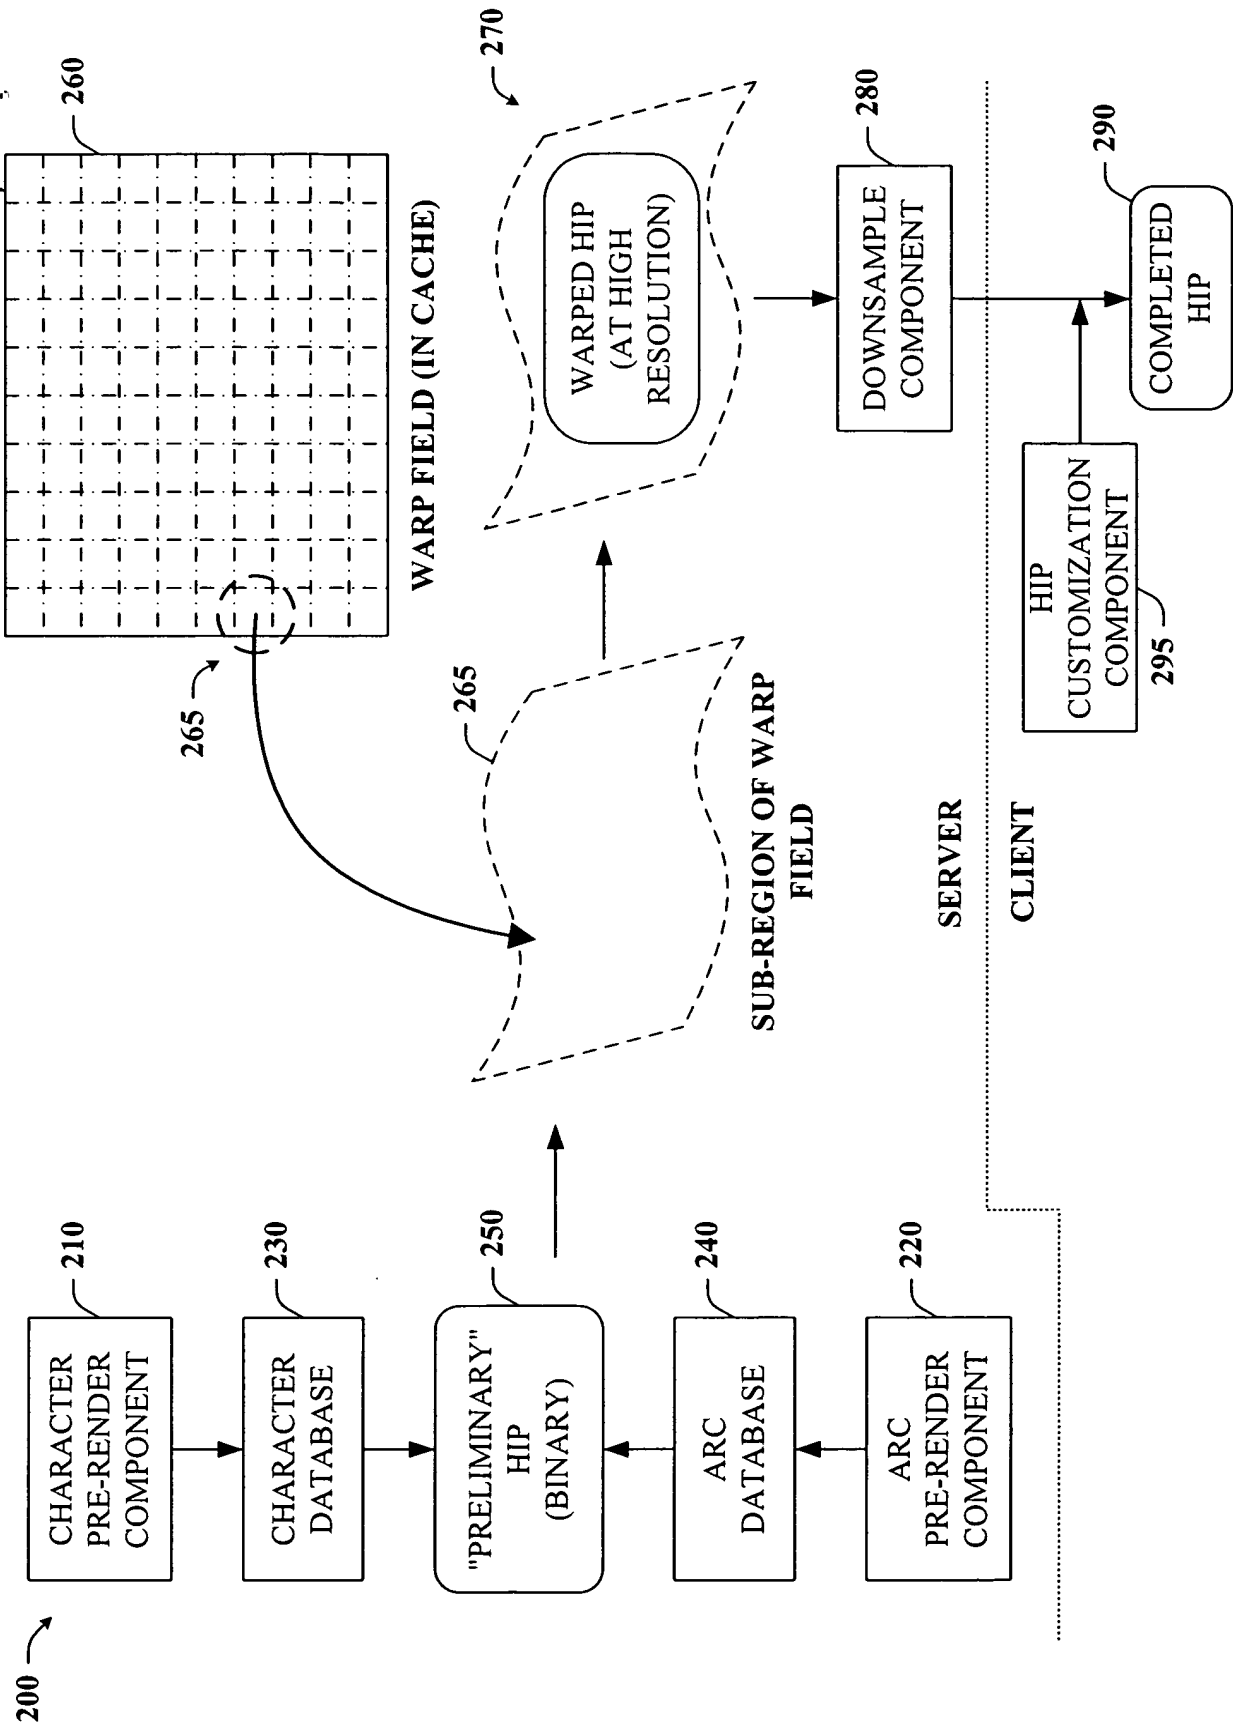 200
CHARACTER
PRE-RENDER
COMPONENT
210
CHARACTER
DATABASE
230
"PRELIMINARY"
HIP
(BINARY)
250
ARC
DATABASE
240
ARC
PRE-RENDER
COMPONENT
220
265
260
WARP FIELD (IN CACHE)
265
SUB-REGION OF WARP
FIELD
270
WARPED HIP
(AT HIGH
RESOLUTION)
DOWNSAMPLE
COMPONENT
280
SERVER
CLIENT
HIP
CUSTOMIZATION
COMPONENT
295
COMPLETED
HIP
290